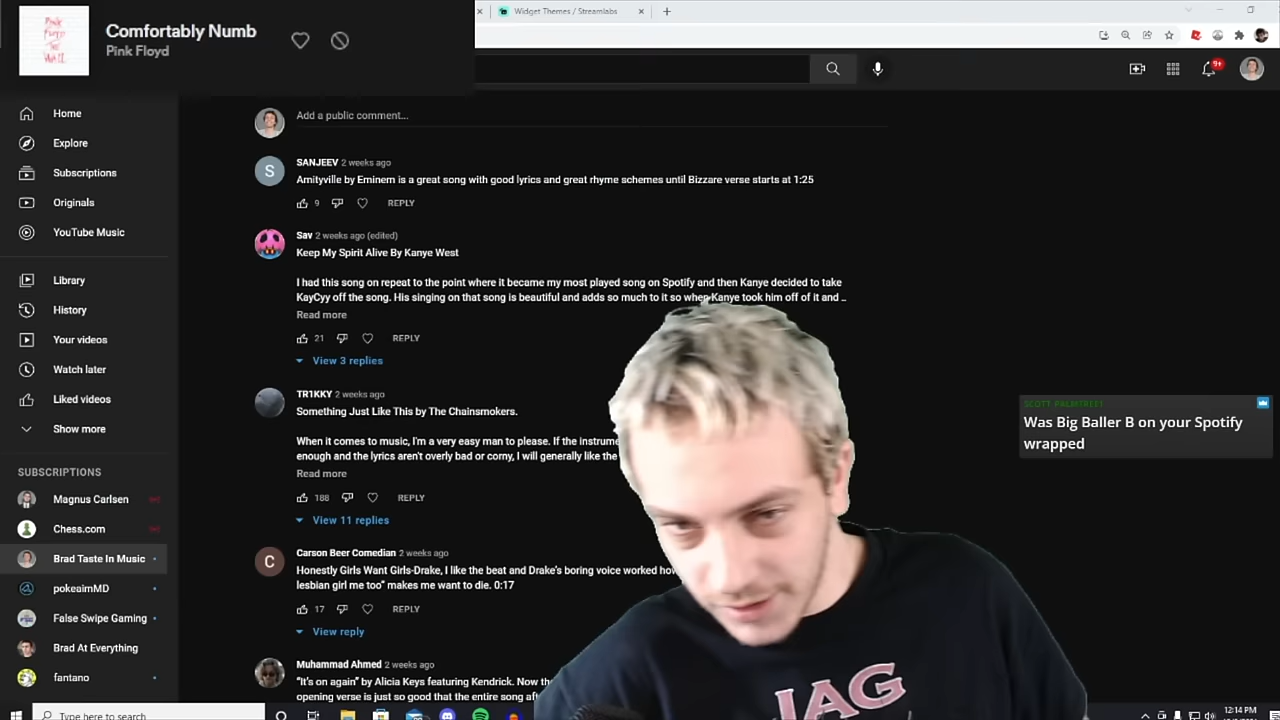 Comfortably Numb
Pink Floyd
Widget Themes / Streamlabs
9+
Home
Explore
Subscriptions
Originals
YouTube Music
Library
History
Your videos
Watch later
Liked videos
Show more
SUBSCRIPTIONS
Magnus Carlsen
Chess.com
Brad Taste In Music
pokeaimMD
False Swipe Gaming
Brad At Everything
fantano
Add a public comment...
S
SANJEEV 2 weeks ago
Amityville by Eminem is a great song with good lyrics and great rhyme schemes until Bizzare verse starts at 1:25
9 REPLY
Sav 2 weeks ago (edited)
Keep My Spirit Alive By Kanye West
I had this song on repeat to the point where it became my most played song on Spotify and then Kanye decided to take
KayCyy off the song. His singing on that song is beautiful and adds so much to it so when Kanye took him off of it and ..
Read more
21 REPLY
View 3 replies
TR1KKY 2 weeks ago
Something Just Like This by The Chainsmokers.
When it comes to music, I'm a very easy man to please. If the instrume
enough and the lyrics aren't overly bad or corny, I will generally like the
Read more
188 REPLY
View 11 replies
C
Carson Beer Comedian 2 weeks ago
Honestly Girls Want Girls-Drake, I like the beat and Drake's boring voice worked
lesbian girl me too" makes me want to die. 0:17
17 REPLY
View reply
Muhammad Ahmed 2 weeks ago
"It's on again" by Alicia Keys featuring Kendrick. Now
opening verse is just so good that the entire song
SCOTT PALMTREE1
Was Big Baller B on your Spotify
wrapped
JAG
Type here to search
12:14 PM